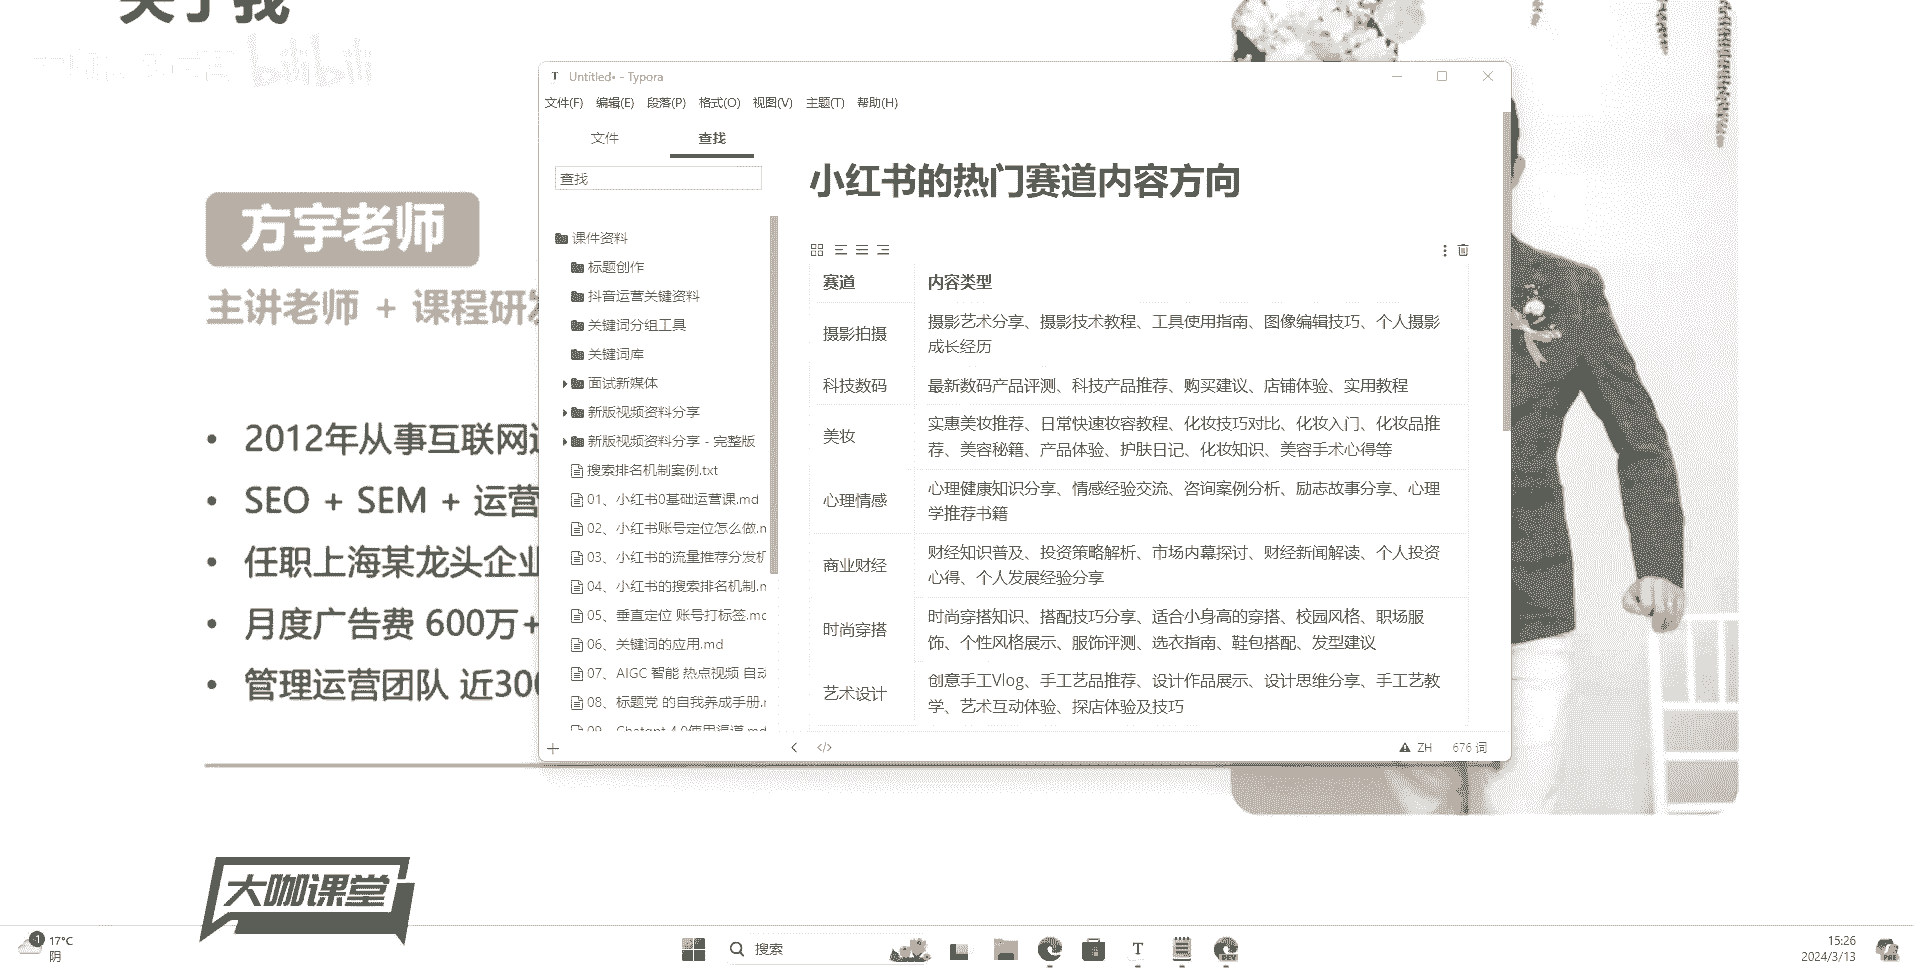 关于我
bilibili
方宇老师
主讲老师 + 课程研发
2012年从事互联网
SEO + SEM + 运营
任职上海某龙头企业
月度广告费 600万+
管理运营团队 近300
大咖课堂
Untitled• - Typora
文件(F) 编辑(E) 段落(P) 格式(O) 视图(V) 主题(T) 帮助(H)
文件 查找
查找
课件资料
标题创作
抖音运营关键资料
关键词分组工具
关键词库
面试新媒体
新版视频资料分享
新版视频资料分享 - 完整版
搜索排名机制案例.txt
01、小红书0基础运营课.md
02、小红书账号定位怎么做.m
03、小红书的流量推荐分发机
04、小红书的搜索排名机制.m
05、垂直定位 账号打标签.md
06、关键词的应用.md
07、AIGC 智能 热点视频 自动
08、标题党 的自我养成手册.m
09、Chatgpt 4.0使用渠道.md
小红书的热门赛道内容方向
赛道 内容类型
摄影拍摄 摄影艺术分享、摄影技术教程、工具使用指南、图像编辑技巧、个人摄影
成长经历
科技数码 最新数码产品评测、科技产品推荐、购买建议、店铺体验、实用教程
美妆 实惠美妆推荐、日常快速妆容教程、化妆技巧对比、化妆入门、化妆品推
荐、美容秘籍、产品体验、护肤日记、化妆知识、美容手术心得等
心理情感 心理健康知识分享、情感经验交流、咨询案例分析、励志故事分享、心理
学推荐书籍
商业财经 财经知识普及、投资策略解析、市场内幕探讨、财经新闻解读、个人投资
心得、个人发展经验分享
时尚穿搭 时尚穿搭知识、搭配技巧分享、适合小身高的穿搭、校园风格、职场服
饰、个性风格展示、服饰评测、选衣指南、鞋包搭配、发型建议
艺术设计 创意手工Vlog、手工艺品推荐、设计作品展示、设计思维分享、手工艺教
学、艺术互动体验、探店体验及技巧
ZH 676 词
1
17°C
阴
搜索
DEV
15:26
2024/3/13
PRE